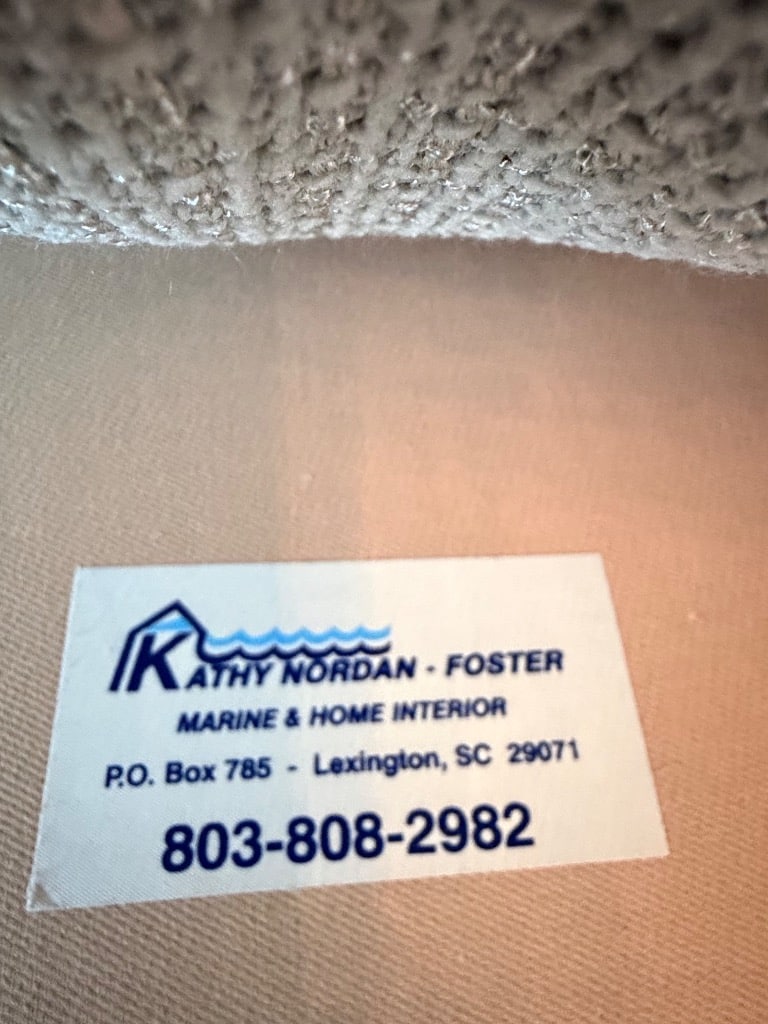 KATHY NORDAN - FOSTER
MARINE & HOME INTERIOR
P.O. Box 785 - Lexington, SC 29071
803-808-2982